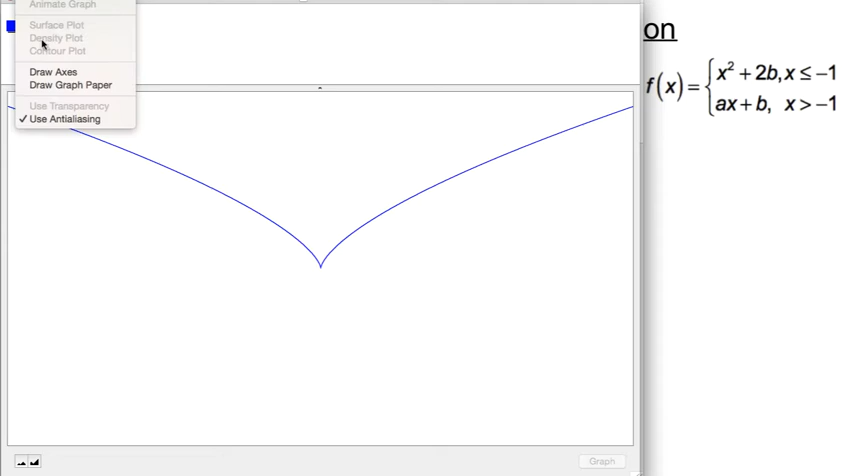 Animate Graph
Surface Plot
Density Plot
Contour Plot
Draw Axes
Draw Graph Paper
Use Transparency
✓ Use Antialiasing
Graph
on
f(x) = { x² + 2b, x ≤ −1
ax + b, x > −1